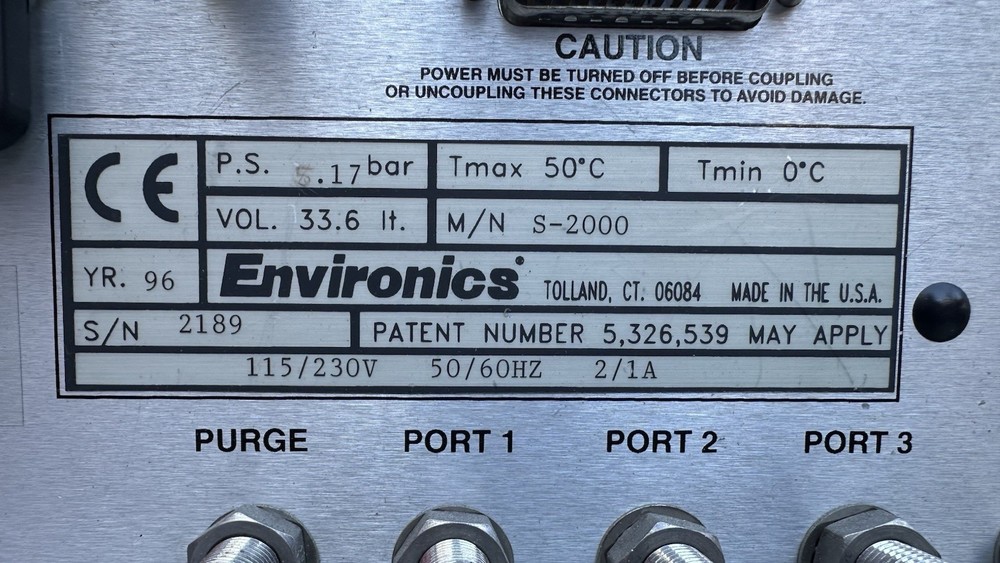 CAUTION
POWER MUST BE TURNED OFF BEFORE COUPLING
OR UNCOUPLING THESE CONNECTORS TO AVOID DAMAGE.
CE P.S. .17 bar Tmax 50°C Tmin 0°C
VOL. 33.6 lt. M/N S-2000
YR. 96 Environics® TOLLAND, CT. 06084 MADE IN THE U.S.A.
S/N 2189 PATENT NUMBER 5,326,539 MAY APPLY
115/230V 50/60HZ 2/1A
PURGE PORT 1 PORT 2 PORT 3